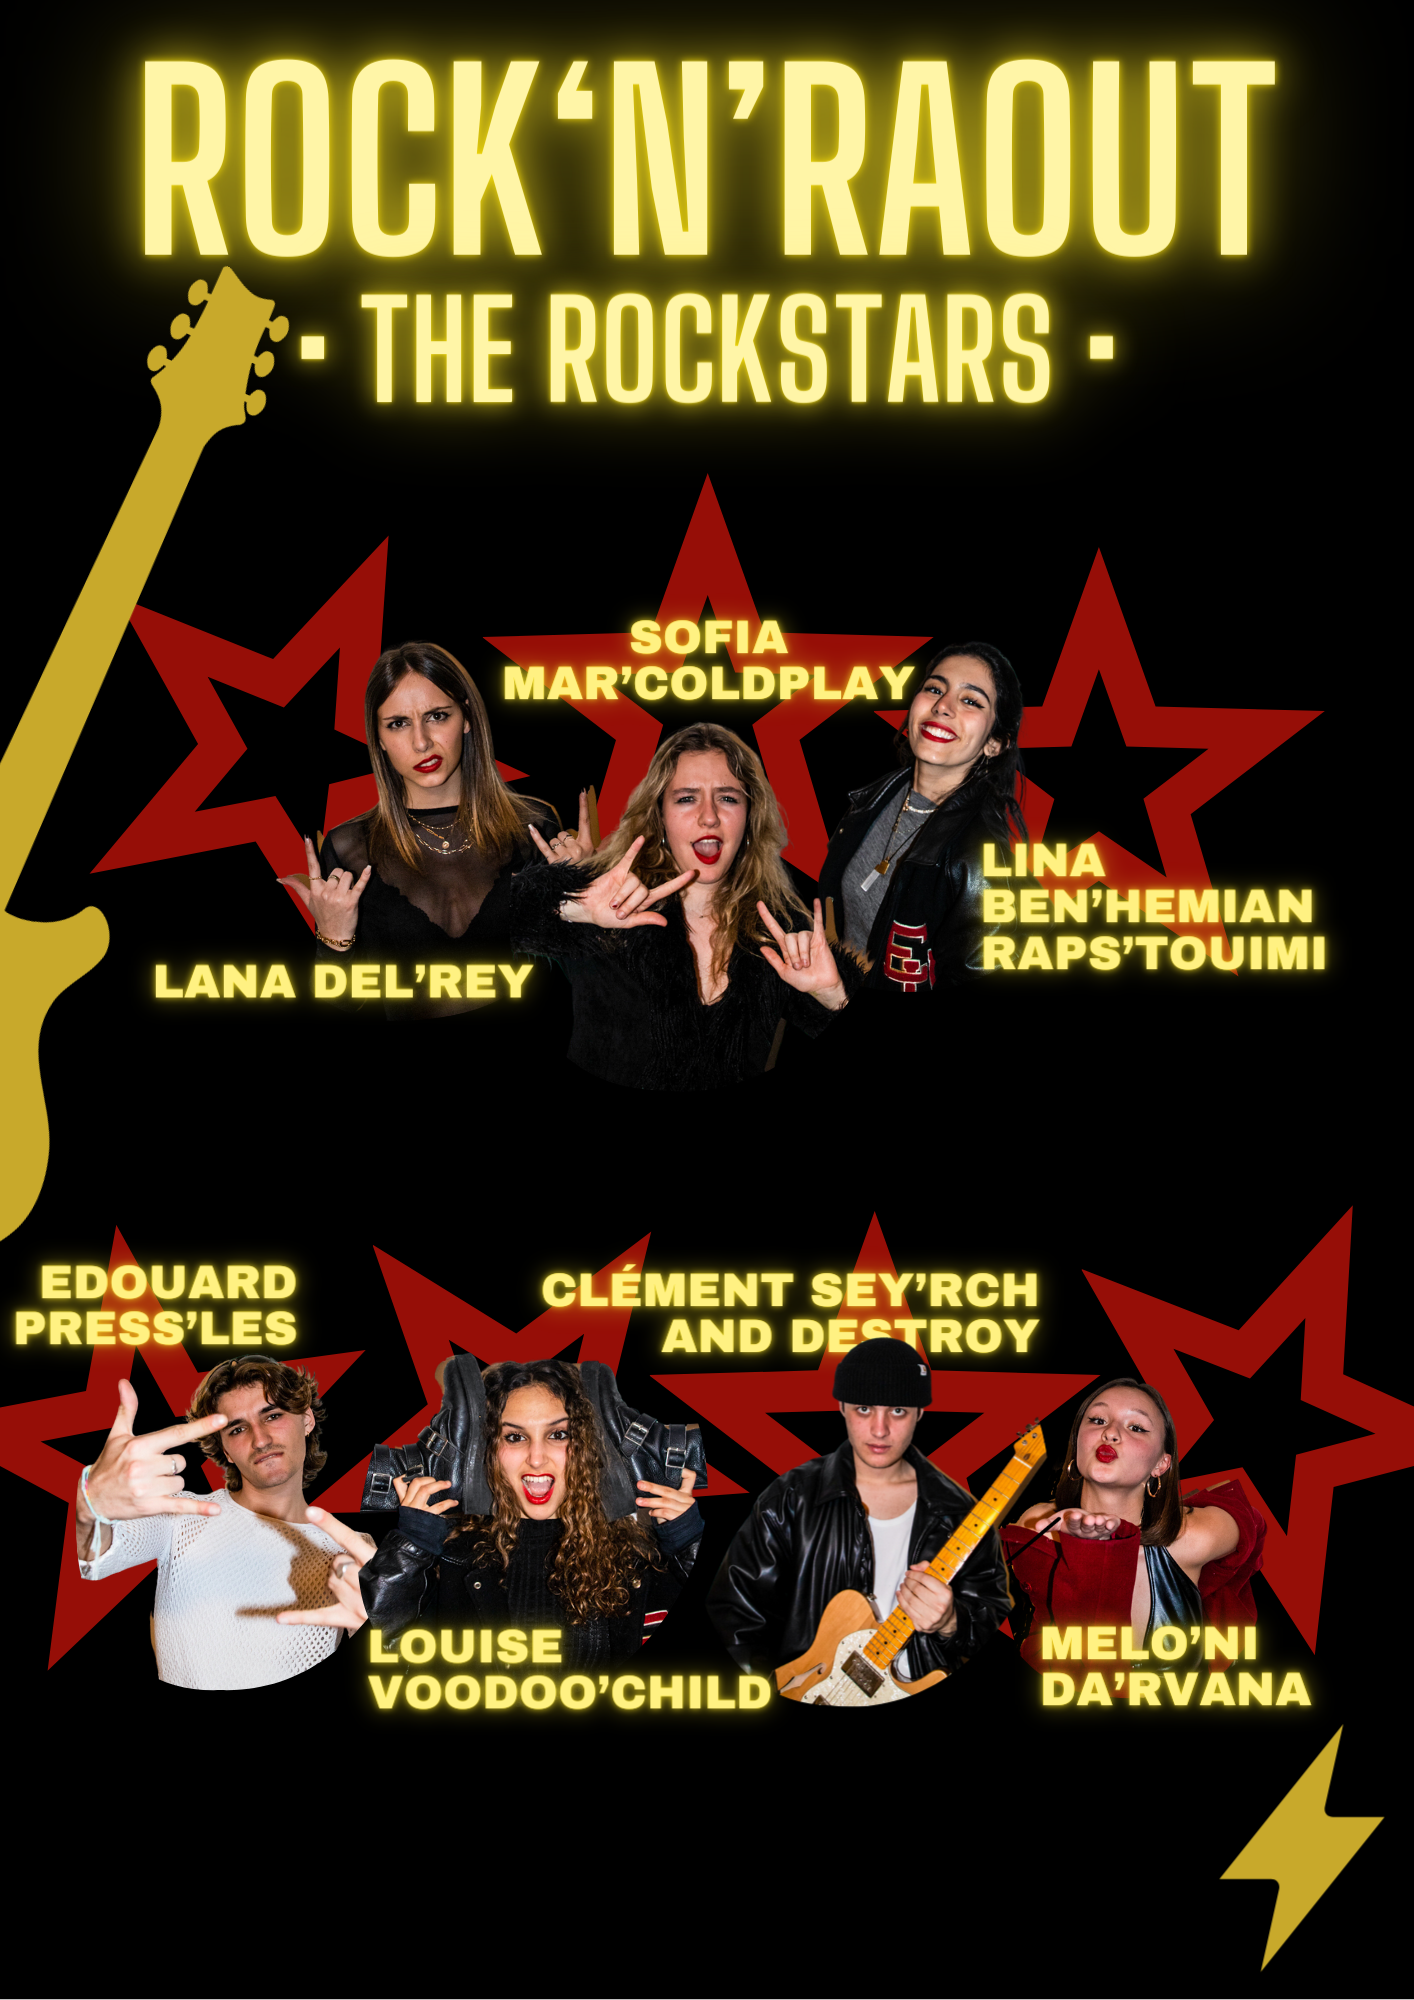 ROCK‘N’RAOUT
· THE ROCKSTARS ·
SOFIA
MAR’COLDPLAY
LINA
BEN’HEMIAN
RAPS’TOUIMI
LANA DEL’REY
EDOUARD
PRESS’LES
CLÉMENT SEY’RCH
AND DESTROY
LOUISE
VOODOO’CHILD
MELO’NI
DA’RVANA